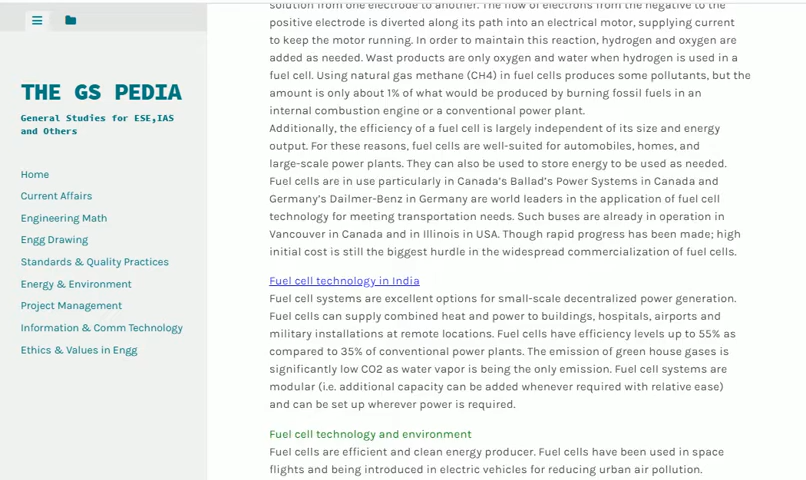 THE GS PEDIA
General Studies for ESE,IAS
and Others
Home
Current Affairs
Engineering Math
Engg Drawing
Standards & Quality Practices
Energy & Environment
Project Management
Information & Comm Technology
Ethics & Values in Engg
solution from one electrode to another. The flow of electrons from the negative to the
positive electrode is diverted along its path into an electrical motor, supplying current
to keep the motor running. In order to maintain this reaction, hydrogen and oxygen are
added as needed. Wast products are only oxygen and water when hydrogen is used in a
fuel cell. Using natural gas methane (CH4) in fuel cells produces some pollutants, but the
amount is only about 1% of what would be produced by burning fossil fuels in an
internal combustion engine or a conventional power plant.
Additionally, the efficiency of a fuel cell is largely independent of its size and energy
output. For these reasons, fuel cells are well-suited for automobiles, homes, and
large-scale power plants. They can also be used to store energy to be used as needed.
Fuel cells are in use particularly in Canada’s Ballad’s Power Systems in Canada and
Germany’s Dailmer-Benz in Germany are world leaders in the application of fuel cell
technology for meeting transportation needs. Such buses are already in operation in
Vancouver in Canada and in Illinois in USA. Though rapid progress has been made; high
initial cost is still the biggest hurdle in the widespread commercialization of fuel cells.
Fuel cell technology in India
Fuel cell systems are excellent options for small-scale decentralized power generation.
Fuel cells can supply combined heat and power to buildings, hospitals, airports and
military installations at remote locations. Fuel cells have efficiency levels up to 55% as
compared to 35% of conventional power plants. The emission of green house gases is
significantly low CO2 as water vapor is being the only emission. Fuel cell systems are
modular (i.e. additional capacity can be added whenever required with relative ease)
and can be set up wherever power is required.
Fuel cell technology and environment
Fuel cells are efficient and clean energy producer. Fuel cells have been used in space
flights and being introduced in electric vehicles for reducing urban air pollution.